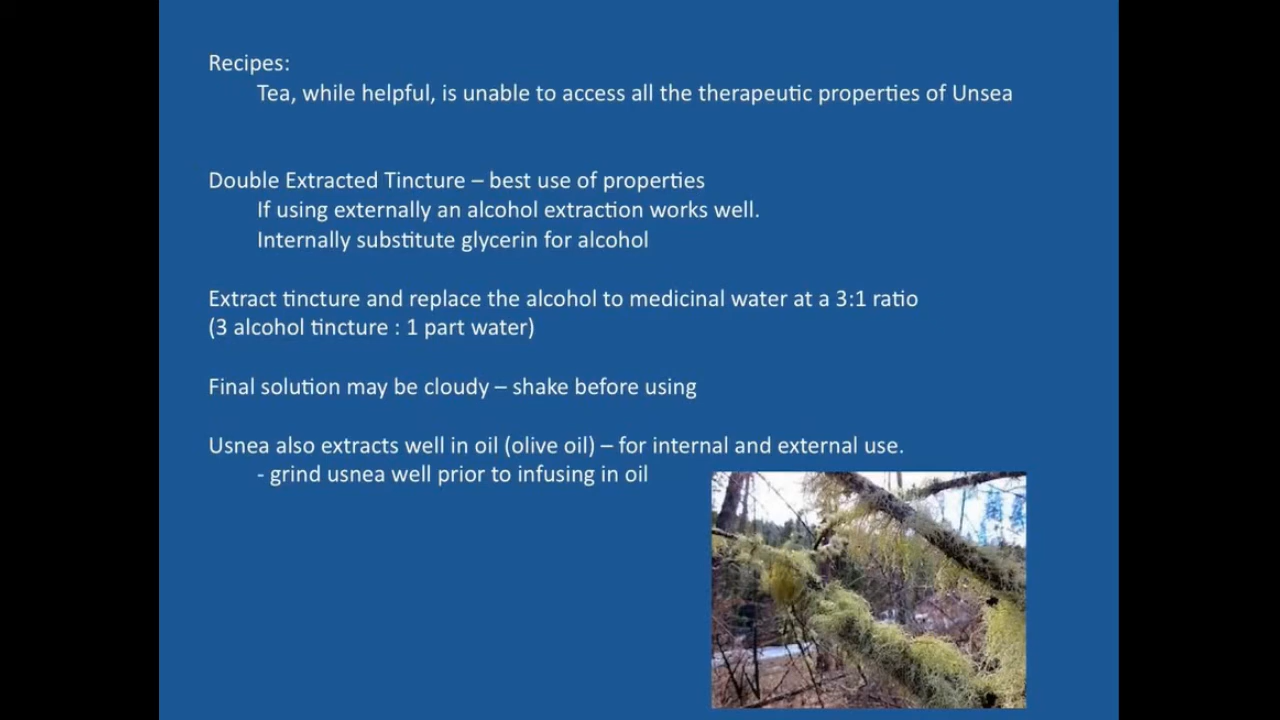 Recipes:
Tea, while helpful, is unable to access all the therapeutic properties of Unsea
Double Extracted Tincture – best use of properties
If using externally an alcohol extraction works well.
Internally substitute glycerin for alcohol
Extract tincture and replace the alcohol to medicinal water at a 3:1 ratio
(3 alcohol tincture : 1 part water)
Final solution may be cloudy – shake before using
Usnea also extracts well in oil (olive oil) – for internal and external use.
- grind usnea well prior to infusing in oil